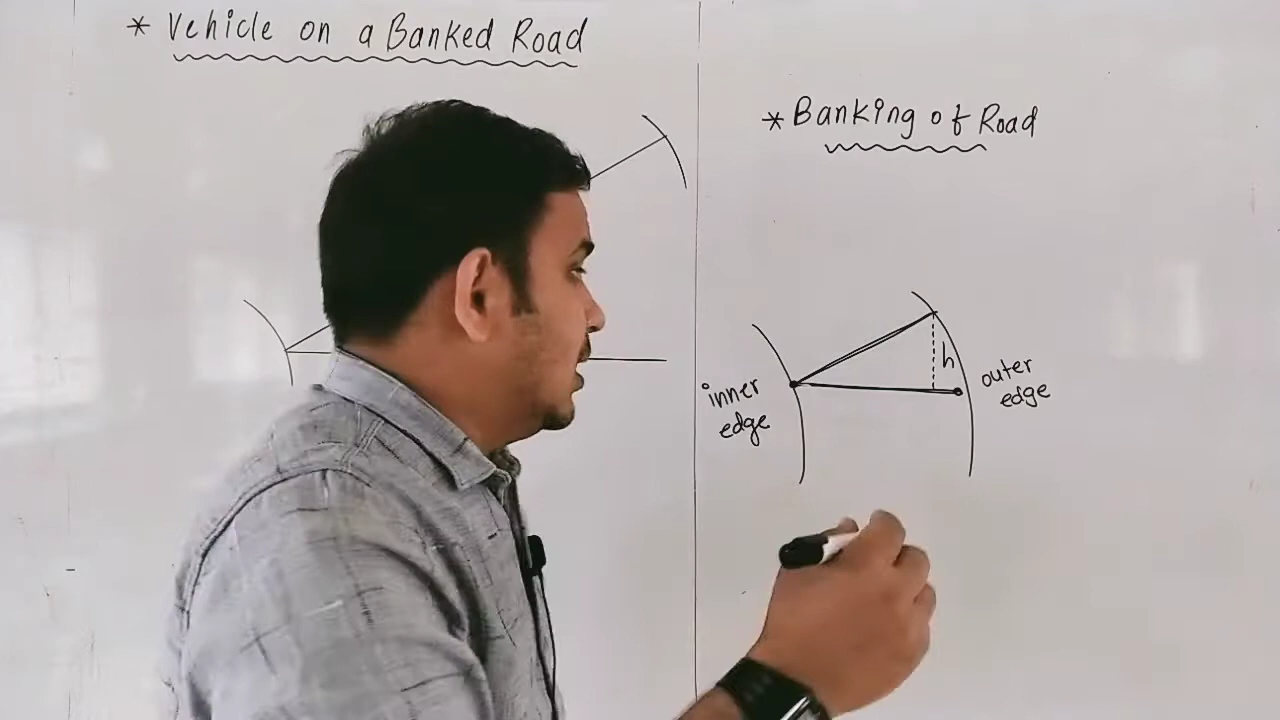 * Vehicle on a Banked Road
* Banking of Road
h
inner
edge
outer
edge